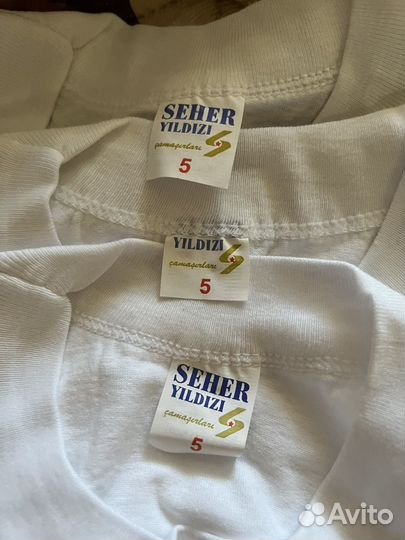 SEHER
YILDIZI
çamaşırları
5
YILDIZI
çamaşırları
5
SEHER
YILDIZI
çamaşırları
5
Avito